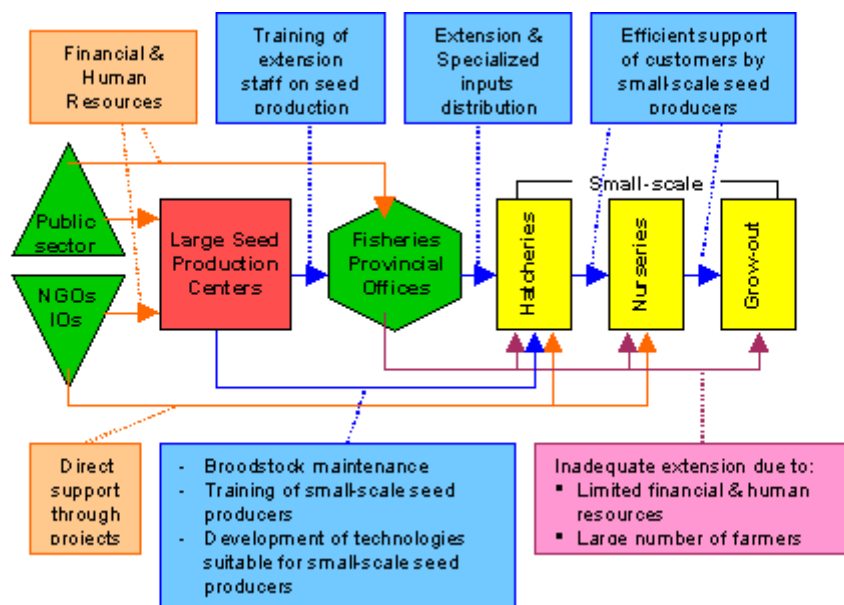 Financial &
Human
Resources
Training of
extension
staff on seed
production
Extension &
Specialized
inputs
distribution
Efficient support
of customers by
small-scale seed
producers
Small-scale
Public
sector
NGOs
IOs
Large Seed
Production
Centers
Fisheries
Provincial
Offices
Hatcheries
Nurseries
Grow-out
Direct
support
through
projects
- Broodstock maintenance
- Training of small-scale seed
producers
- Development of technologies
suitable for small-scale seed
producers
Inadequate extension due to:
▪ Limited financial & human
resources
▪ Large number of farmers